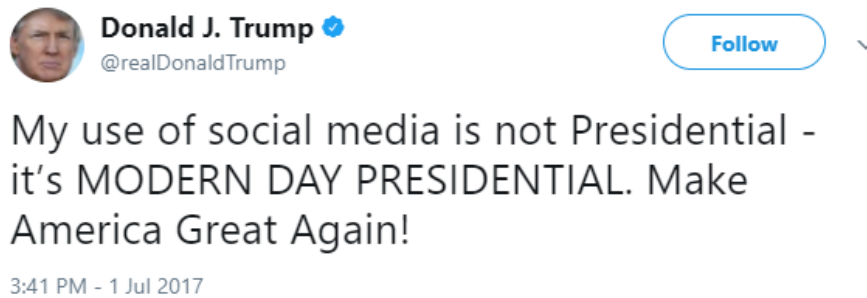 Donald J. Trump
@realDonaldTrump
Follow
My use of social media is not Presidential -
it’s MODERN DAY PRESIDENTIAL. Make
America Great Again!
3:41 PM - 1 Jul 2017